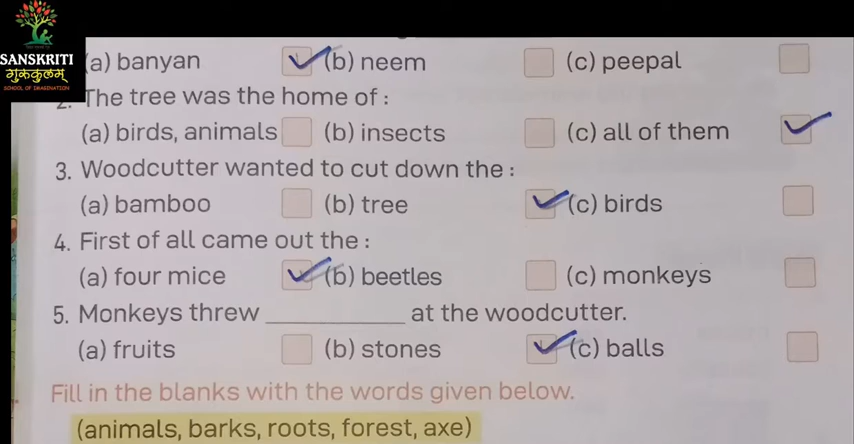 SANSKRITI
गुरुकुलम्
SCHOOL OF IMAGINATION
(a) banyan (b) neem (c) peepal
2. The tree was the home of :
(a) birds, animals (b) insects (c) all of them
3. Woodcutter wanted to cut down the :
(a) bamboo (b) tree (c) birds
4. First of all came out the :
(a) four mice (b) beetles (c) monkeys
5. Monkeys threw __________ at the woodcutter.
(a) fruits (b) stones (c) balls
Fill in the blanks with the words given below.
(animals, barks, roots, forest, axe)